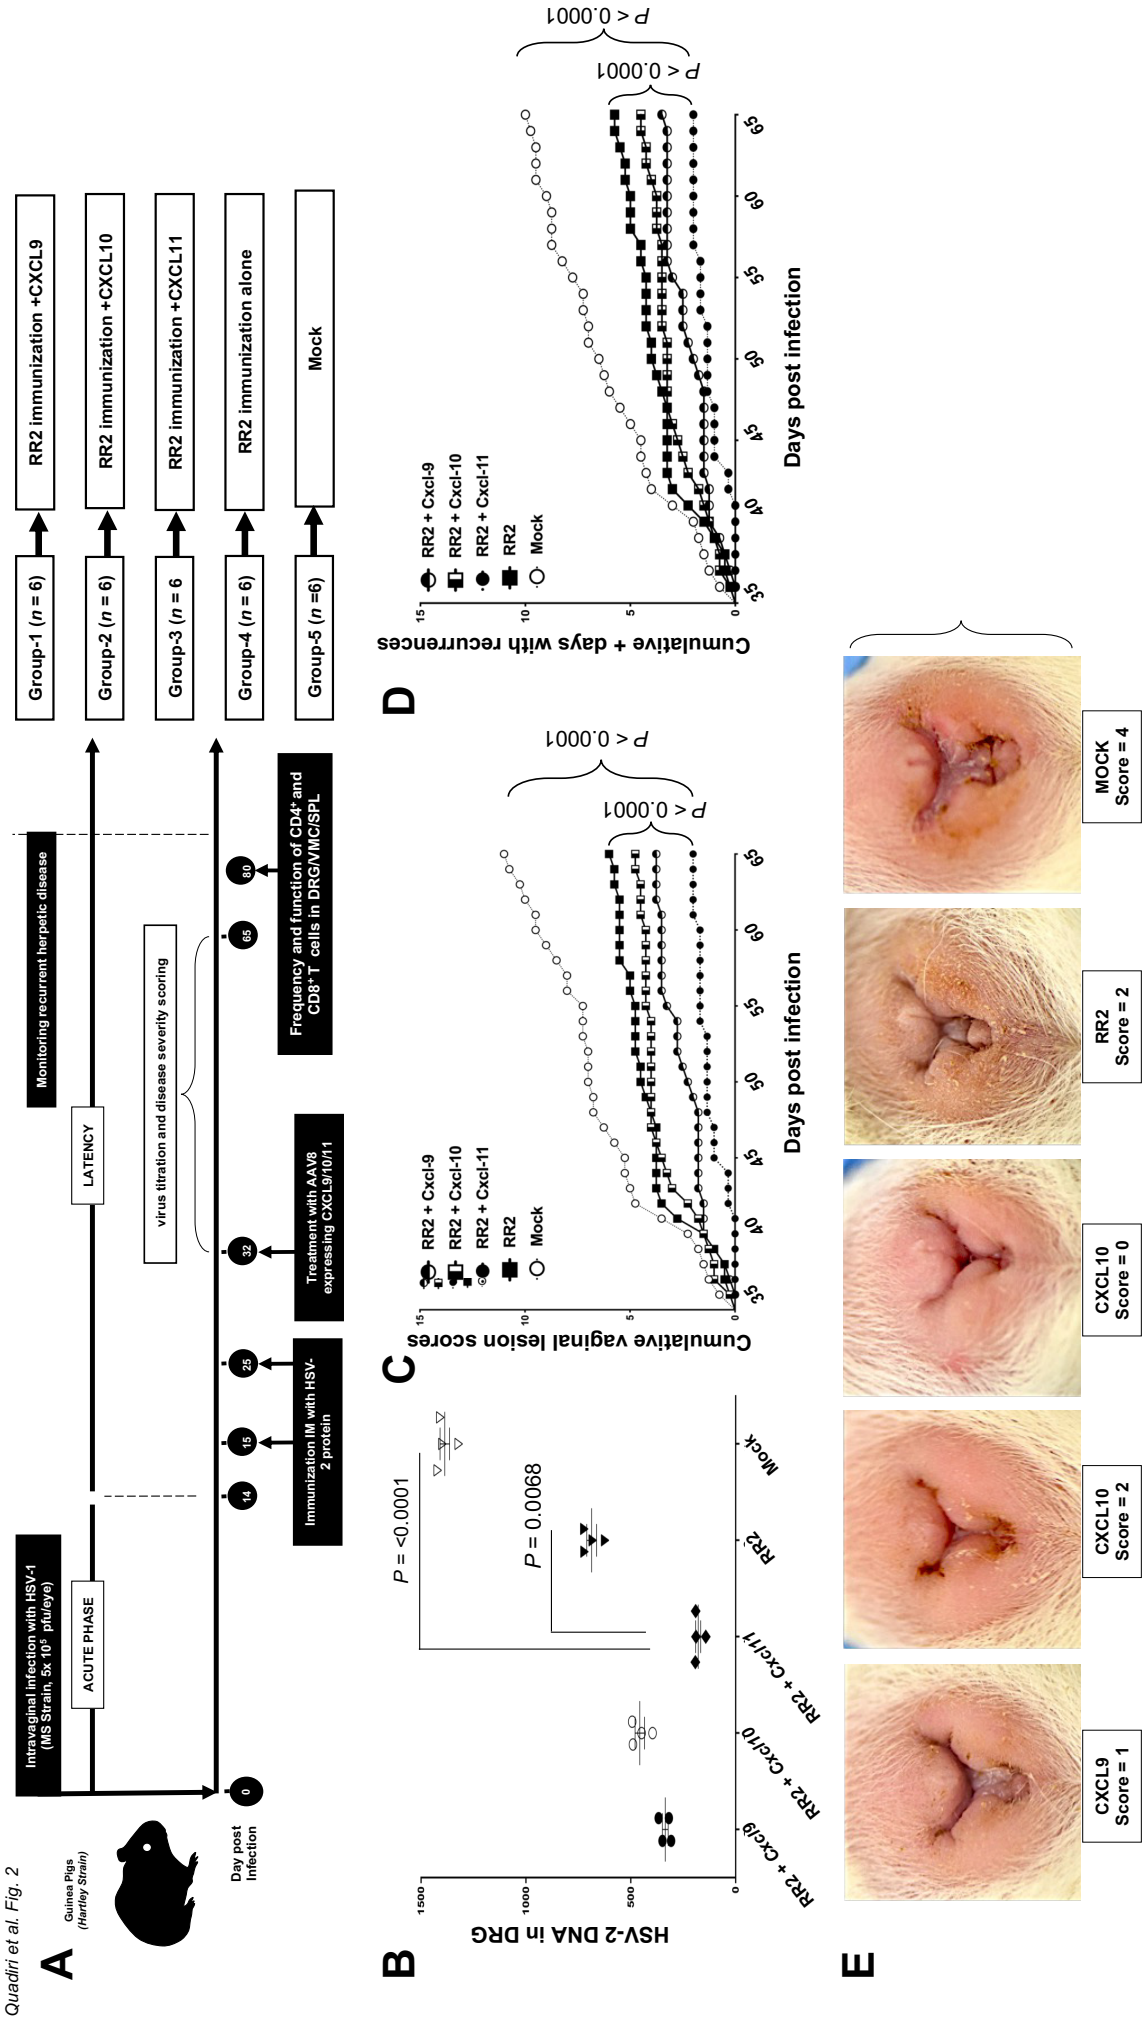 Quadiri et al. Fig. 2
A
Guinea Pigs
(Hartley Strain)
Day post
Infection
Intravaginal infection with HSV-1
(MS Strain, 5x 10⁵ pfu/eye)
ACUTE PHASE
LATENCY
Monitoring recurrent herpetic disease
virus titration and disease severity scoring
0
14
15
25
32
65
80
Immunization IM with HSV-
2 protein
Treatment with AAV8
expressing CXCL9/10/11
Frequency and function of CD4⁺ and
CD8⁺ T cells in DRG/VMC/SPL
Group-1 (n = 6)
RR2 immunization +CXCL9
Group-2 (n = 6)
RR2 immunization +CXCL10
Group-3 (n = 6
RR2 immunization +CXCL11
Group-4 (n = 6)
RR2 immunization alone
Group-5 (n =6)
Mock
B
HSV-2 DNA in DRG
1500
1000
500
0
P = <0.0001
P = 0.0068
RR2 + Cxcl9
RR2 + Cxcl10
RR2 + Cxcl11
RR2
Mock
C
Cumulative vaginal lesion scores
15
10
5
0
RR2 + Cxcl-9
RR2 + Cxcl-10
RR2 + Cxcl-11
RR2
Mock
P < 0.0001
P < 0.0001
35
40
45
50
55
60
65
Days post infection
D
Cumulative + days with recurrences
15
10
5
0
RR2 + Cxcl-9
RR2 + Cxcl-10
RR2 + Cxcl-11
RR2
Mock
P < 0.0001
P < 0.0001
35
40
45
50
55
60
65
Days post infection
E
CXCL9
Score = 1
CXCL10
Score = 2
CXCL10
Score = 0
RR2
Score = 2
MOCK
Score = 4